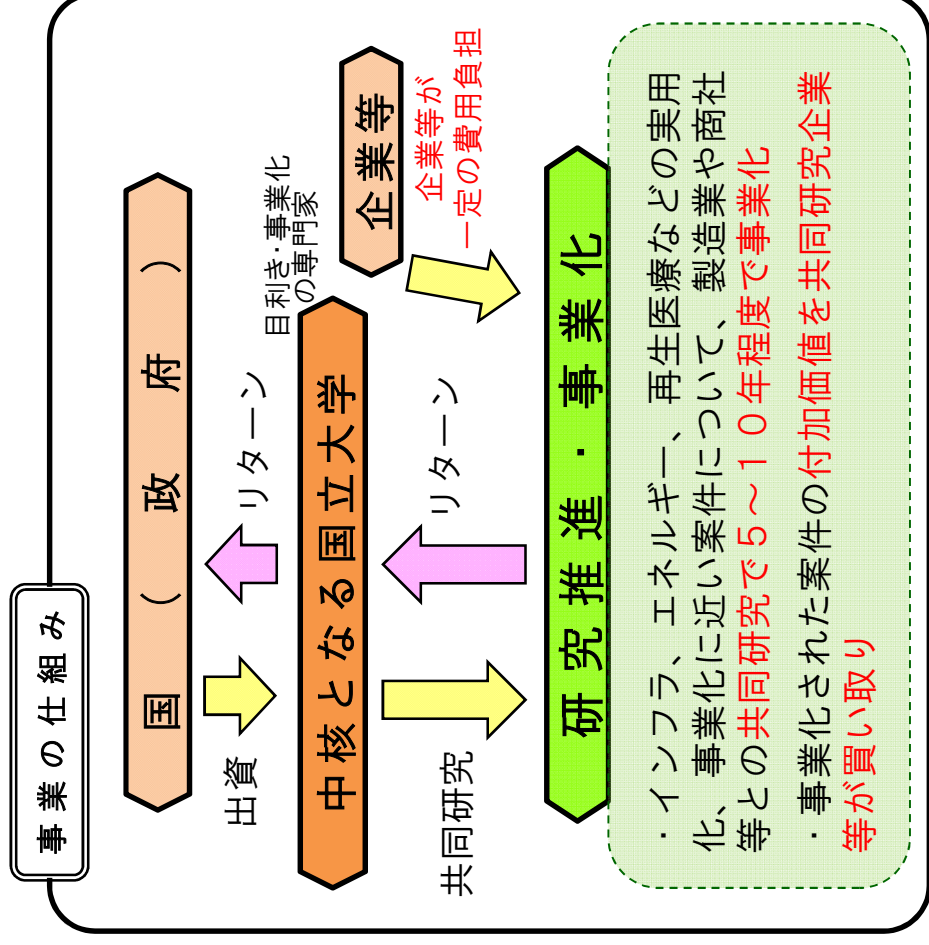 事業の仕組み
国（政府）
出資
リターン
目利き・事業化
の専門家
中核となる国立大学
企業等
企業等が
一定の費用負担
共同研究
リターン
研究推進・事業化
・インフラ、エネルギー、再生医療などの実用
化、事業化に近い案件について、製造業や商社
等との共同研究で５～１０年程度で事業化
・事業化された案件の付加価値を共同研究企業
等が買い取り